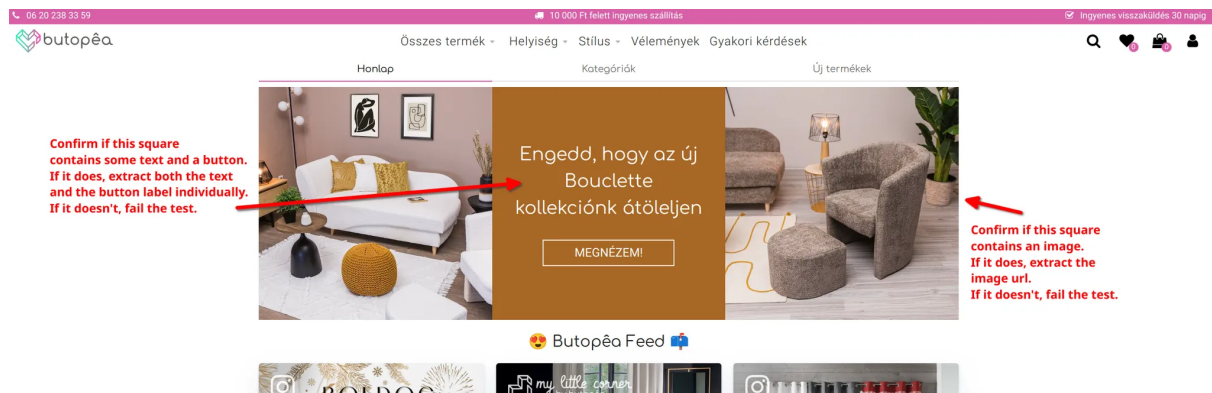 06 20 238 33 59
10 000 Ft felett ingyenes szállítás
Ingyenes visszaküldés 30 napig
butopêa
Összes termék
Helyiség
Stílus
Vélemények
Gyakori kérdések
0
0
Honlap
Kategóriák
Új termékek
Confirm if this square
contains some text and a button.
If it does, extract both the text
and the button label individually.
If it doesn't, fail the test.
Engedd, hogy az új
Bouclette
kollekciónk átöleljen
MEGNÉZEM!
Confirm if this square
contains an image.
If it does, extract the
image url.
If it doesn't, fail the test.
Butopêa Feed
BOLDOG
my little corner